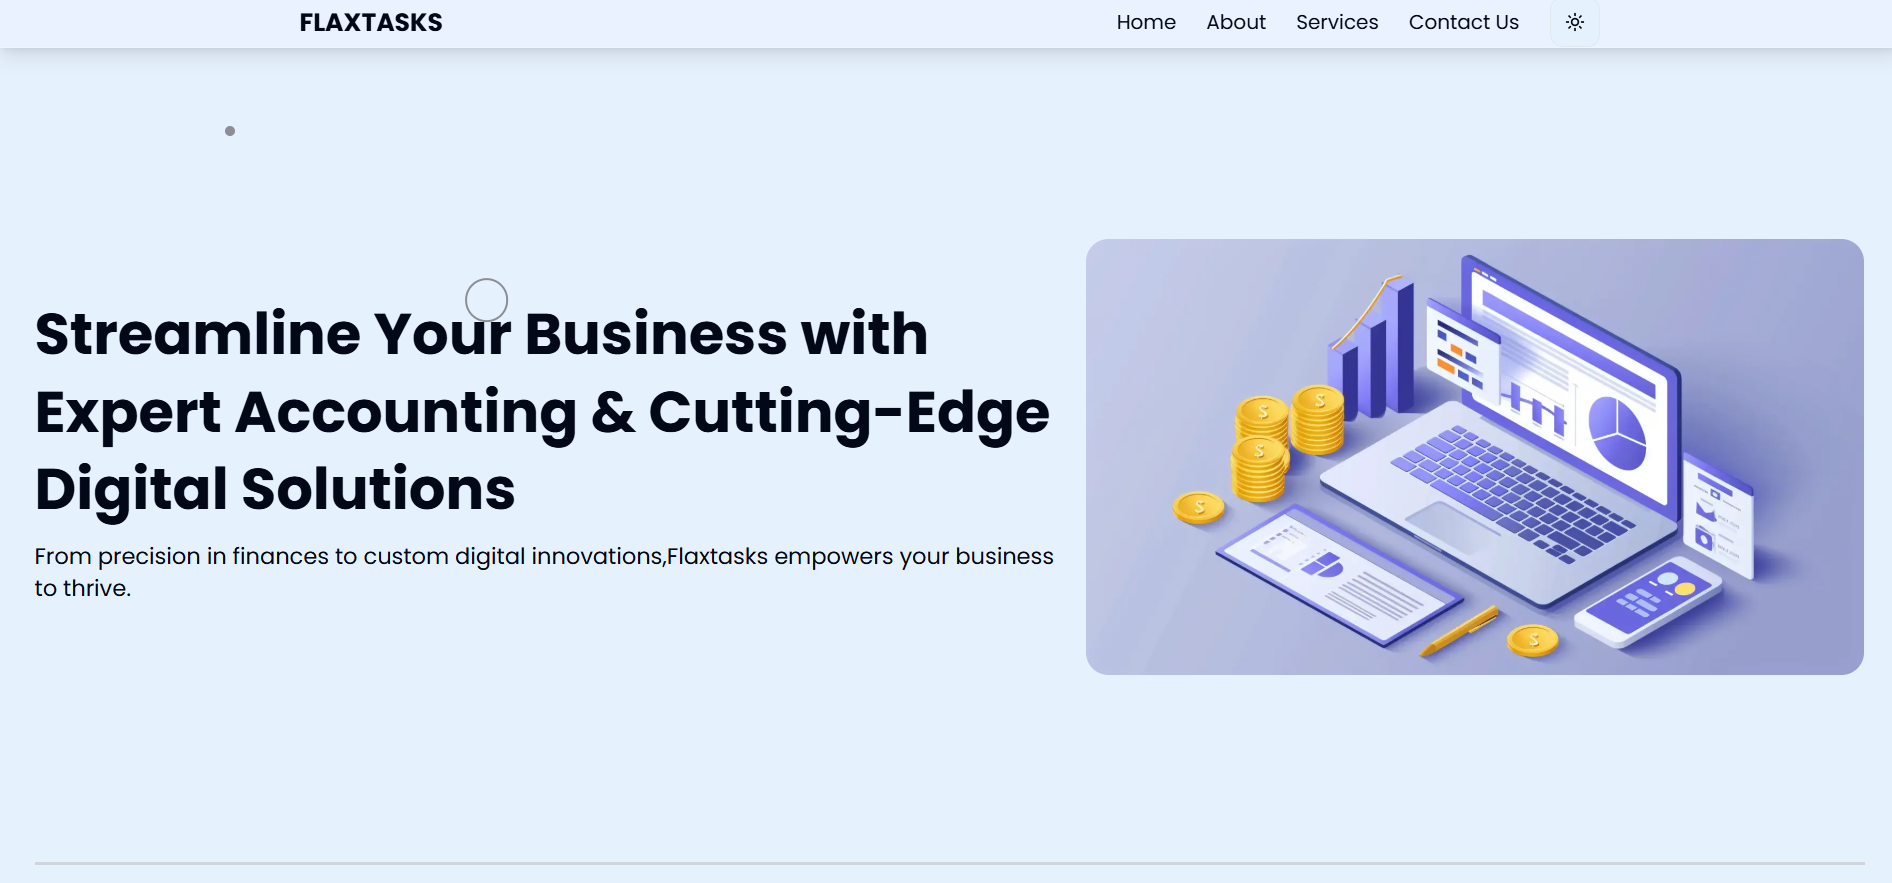 FLAXTASKS
Home About Services Contact Us
Streamline Your Business with
Expert Accounting & Cutting-Edge
Digital Solutions
From precision in finances to custom digital innovations,Flaxtasks empowers your business
to thrive.